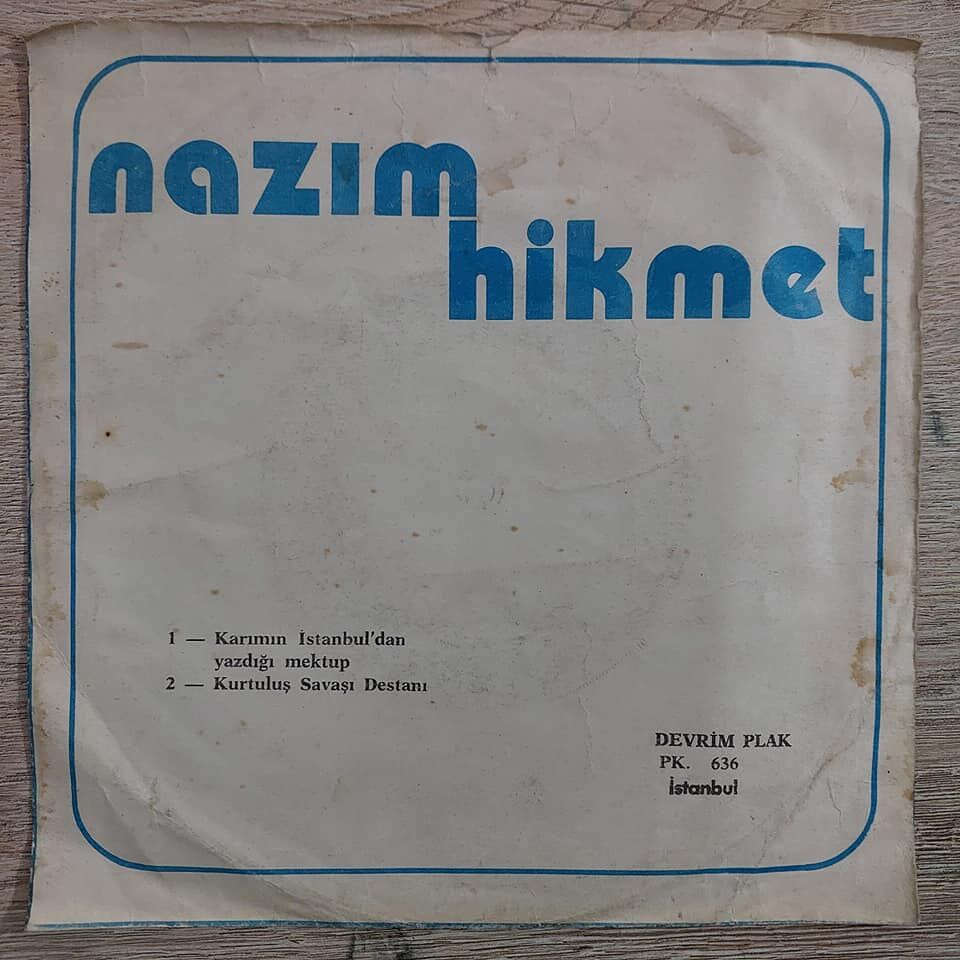 nazım
hikmet
1 — Karımın İstanbul'dan
yazdığı mektup
2 — Kurtuluş Savaşı Destanı
DEVRİM PLAK
PK. 636
İstanbul